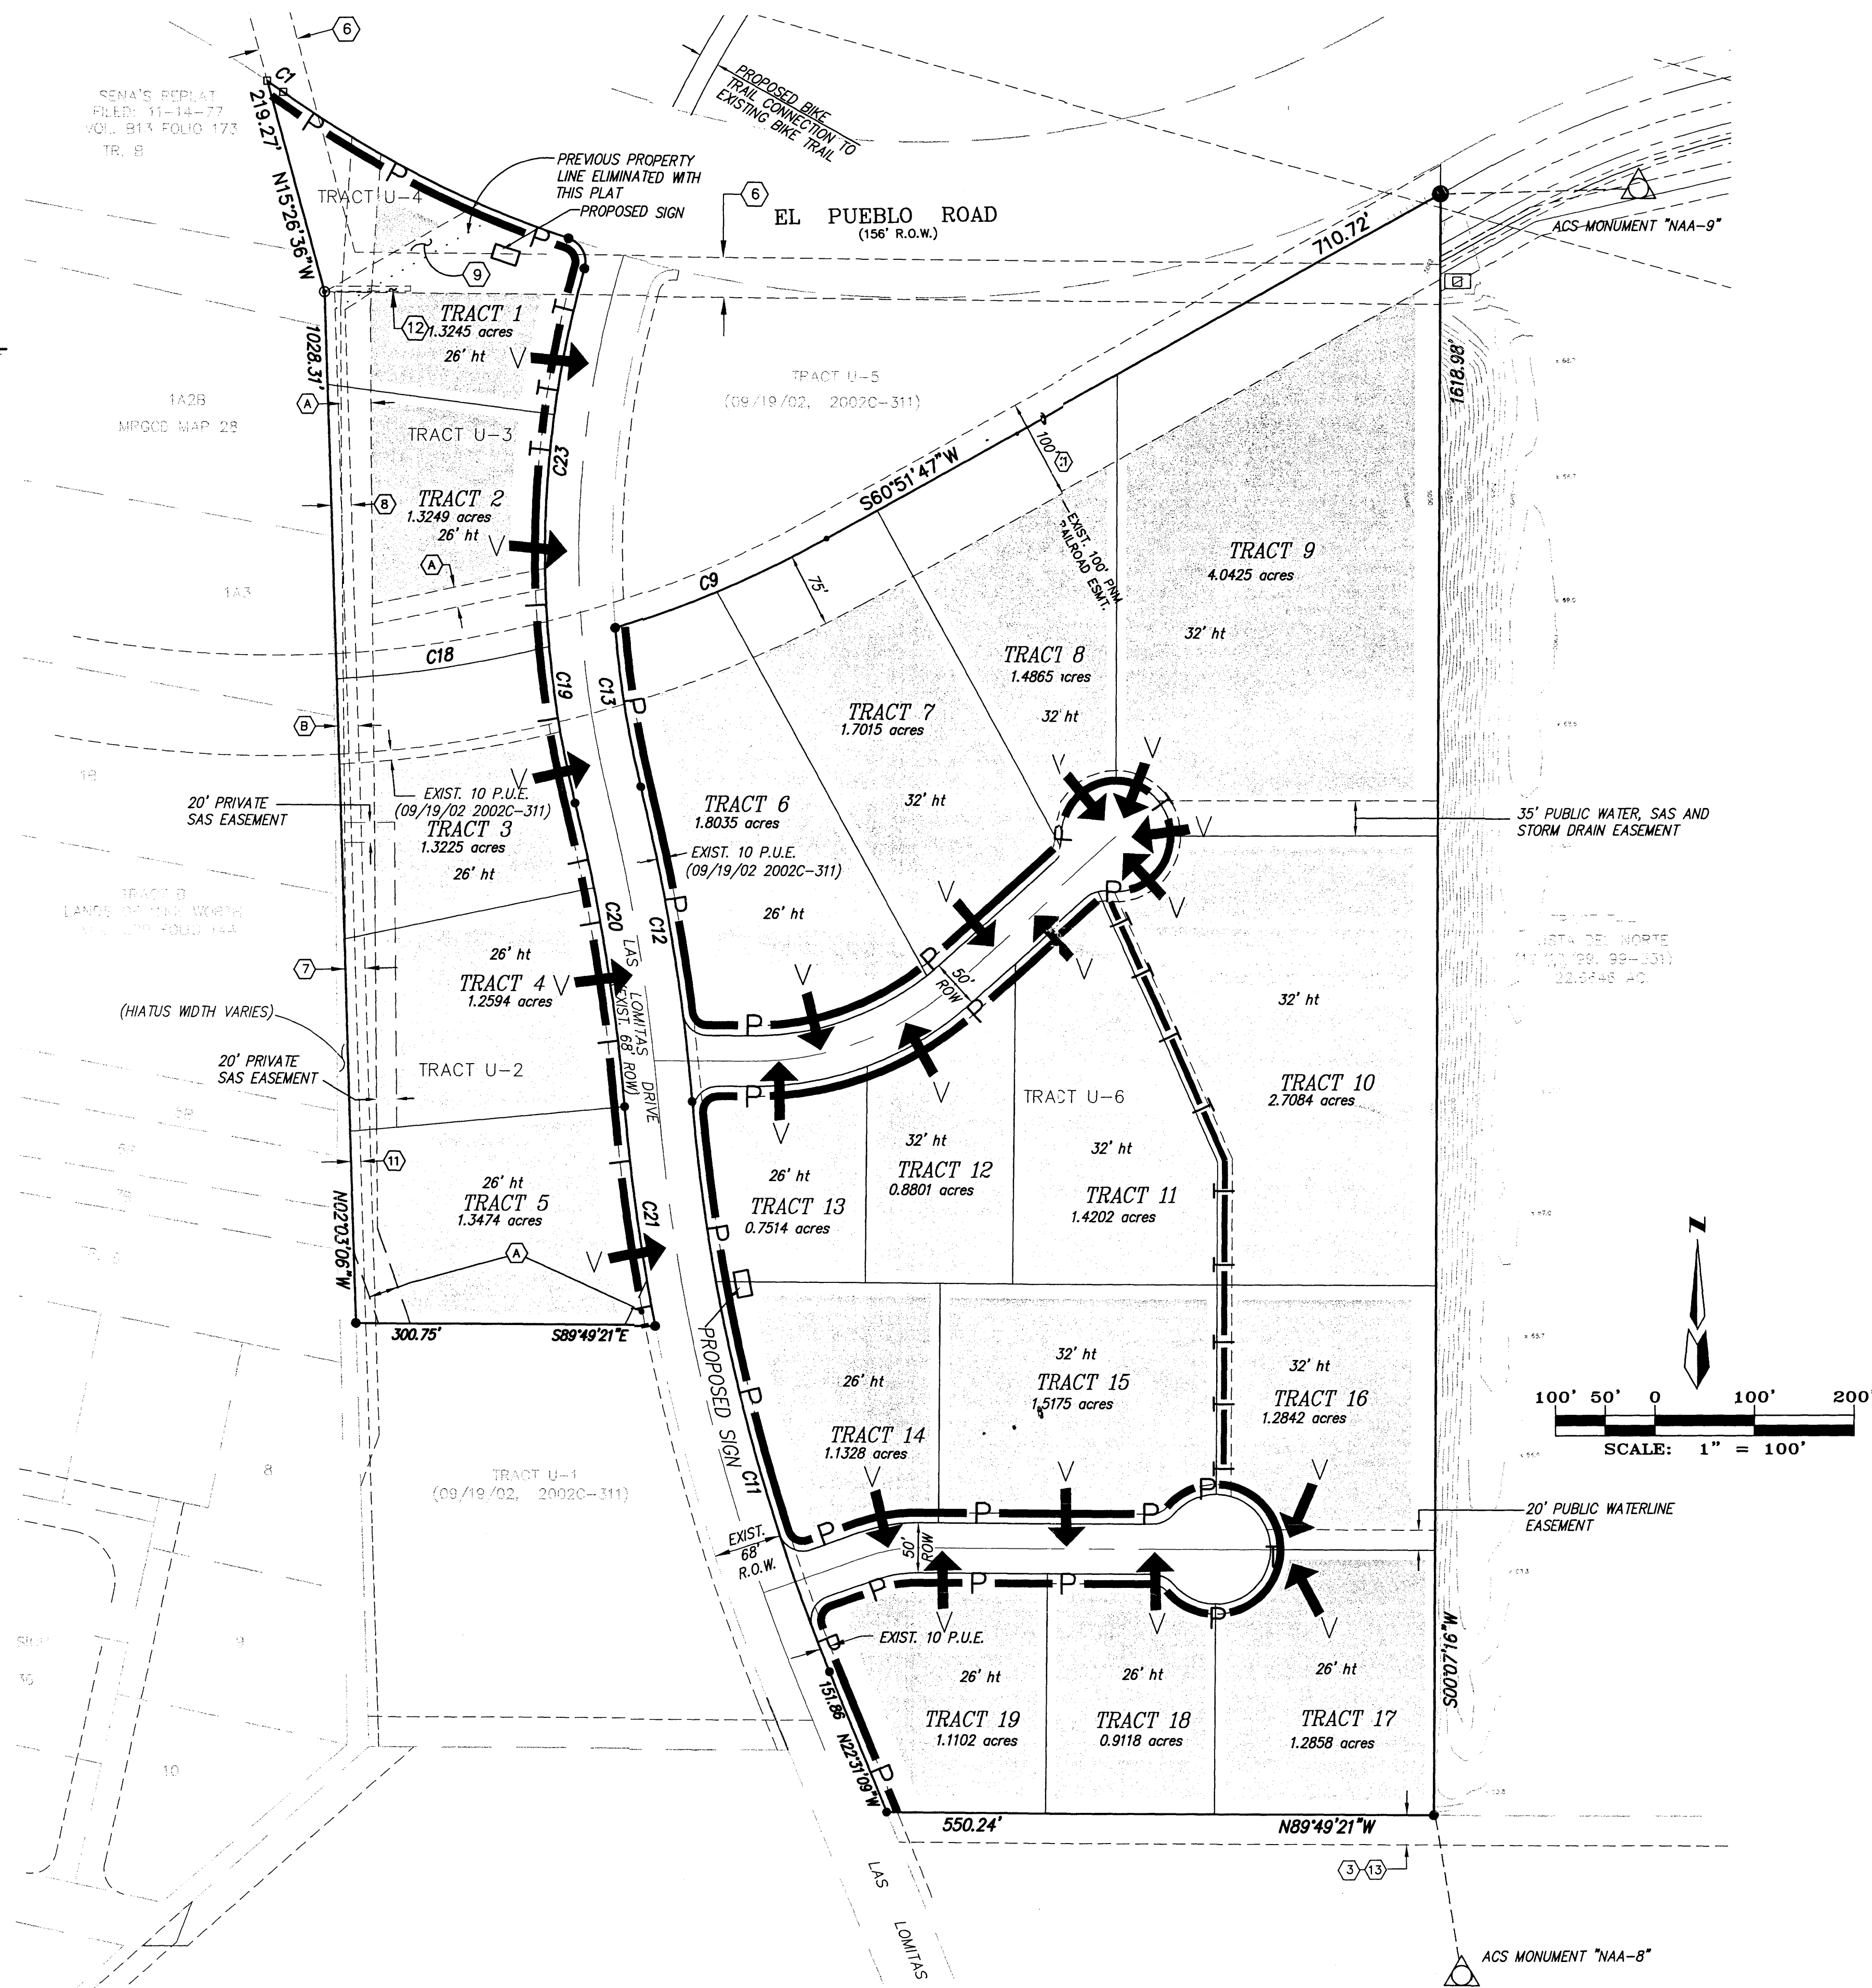 6
C1
SENA'S REPLAT
FILED: 11-14-77
VOL. B13 FOLIO 173
TR. B
219.27'
N15°26'36"W
P
P
TRACT U-4
PREVIOUS PROPERTY
LINE ELIMINATED WITH
THIS PLAT
PROPOSED SIGN
P
9
PROPOSED BIKE
TRAIL CONNECTION TO
EXISTING BIKE TRAIL
6
EL PUEBLO ROAD
(156' R.O.W.)
710.72'
ACS MONUMENT "NAA-9"
12
TRACT 1
1.3245 acres
26' ht
V
1028.31'
1A2B
MRGCD MAP 28
A
TRACT U-3
C23
TRACT 2
1.3249 acres
26' ht
V
8
A
1A3
TRACT U-5
(09/19/02, 2002C-311)
S60°51'47"W
100'
EXIST. 100' PNM
RAILROAD ESMT.
1618.98'
TRACT 9
4.0425 acres
32' ht
C9
75'
C18
C19
C13
P
B
TRACT 8
1.4865 acres
32' ht
TRACT 7
1.7015 acres
32' ht
V
V
V
V
1B
20' PRIVATE
SAS EASEMENT
EXIST. 10 P.U.E.
(09/19/02 2002C-311)
V
TRACT 3
1.3225 acres
26' ht
TRACT 6
1.8035 acres
EXIST. 10 P.U.E.
(09/19/02 2002C-311)
26' ht
35' PUBLIC WATER, SAS AND
STORM DRAIN EASEMENT
P
P
V
P
C20
C12
7
26' ht
TRACT 4
1.2594 acres
V
LAS LOMITAS DRIVE
(EXIST. 68' ROW)
P
V
50'
ROW
P
V
V
(HIATUS WIDTH VARIES)
20' PRIVATE
SAS EASEMENT
TRACT U-2
P
V
TRACT U-6
32' ht
TRACT 10
2.7084 acres
VISTA DEL NORTE
11
26' ht
TRACT 5
1.3474 acres
C21
V
A
N02°03'06"W
26' ht
TRACT 13
0.7514 acres
32' ht
TRACT 12
0.8801 acres
32' ht
TRACT 11
1.4202 acres
P
300.75'
S89°49'21"E
PROPOSED SIGN
P
26' ht
TRACT 14
1.1328 acres
32' ht
TRACT 15
1.5175 acres
32' ht
TRACT 16
1.2842 acres
N
100' 50' 0 100' 200'
SCALE: 1" = 100'
C11
TRACT U-1
(09/19/02, 2002C-311)
8
V
V
V
P
P
P
P
EXIST.
68'
R.O.W.
50'
ROW
20' PUBLIC WATERLINE
EASEMENT
P
P
P
P
V
V
V
P
EXIST. 10 P.U.E.
9
10
151.86
N22°31'09"W
P
26' ht
TRACT 19
1.1102 acres
26' ht
TRACT 18
0.9118 acres
26' ht
TRACT 17
1.2858 acres
S00°07'16"W
550.24'
N89°49'21"W
3
13
LAS
LOMITAS
ACS MONUMENT "NAA-8"